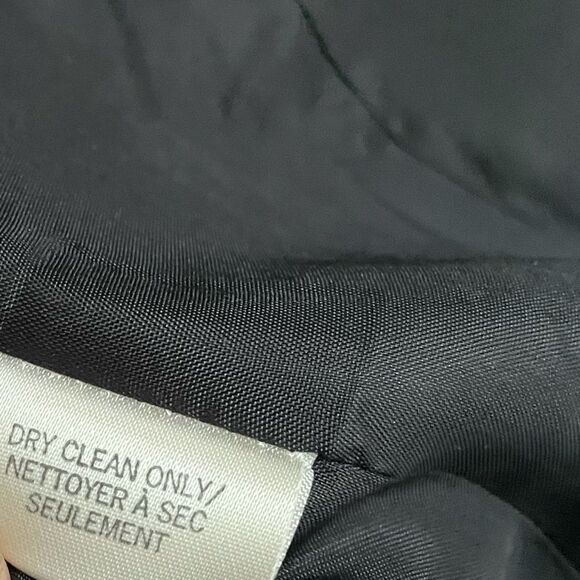 DRY CLEAN ONLY/
NETTOYER À SEC
SEULEMENT